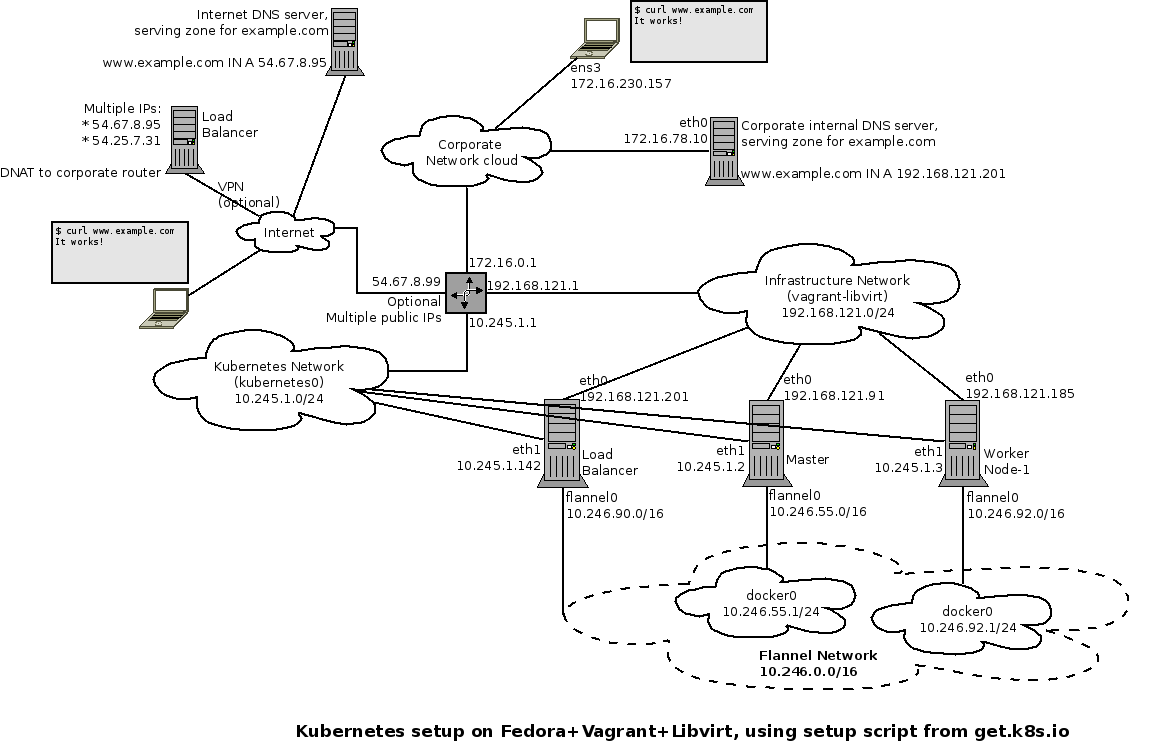 Internet DNS server,
serving zone for example.com
www.example.com IN A 54.67.8.95
$ curl www.example.com
It works!
ens3
172.16.230.157
Multiple IPs:
* 54.67.8.95
* 54.25.7.31
Load
Balancer
DNAT to corporate router
VPN
(optional)
Corporate
Network cloud
eth0
172.16.78.10
Corporate internal DNS server,
serving zone for example.com
www.example.com IN A 192.168.121.201
$ curl www.example.com
It works!
Internet
172.16.0.1
54.67.8.99
192.168.121.1
Optional
Multiple public IPs
10.245.1.1
Infrastructure Network
(vagrant-libvirt)
192.168.121.0/24
Kubernetes Network
(kubernetes0)
10.245.1.0/24
eth0
192.168.121.201
eth0
192.168.121.91
eth0
192.168.121.185
eth1
10.245.1.142
Load
Balancer
eth1
10.245.1.2
Master
eth1
10.245.1.3
Worker
Node-1
flannel0
10.246.90.0/16
flannel0
10.246.55.0/16
flannel0
10.246.92.0/16
docker0
10.246.55.1/24
docker0
10.246.92.1/24
Flannel Network
10.246.0.0/16
Kubernetes setup on Fedora+Vagrant+Libvirt, using setup script from get.k8s.io